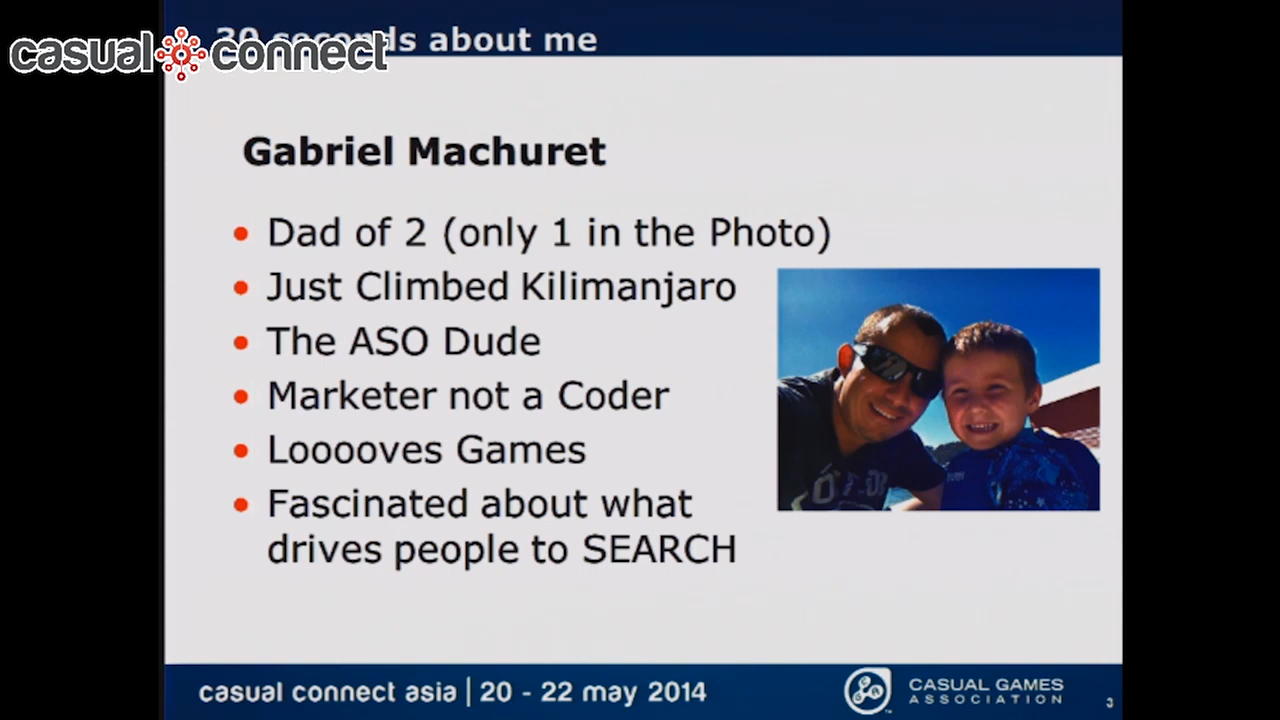 30 seconds about me
casual connect
Gabriel Machuret
Dad of 2 (only 1 in the Photo)
Just Climbed Kilimanjaro
The ASO Dude
Marketer not a Coder
Looooves Games
Fascinated about what
drives people to SEARCH
casual connect asia | 20 - 22 may 2014
CASUAL GAMES
ASSOCIATION
3